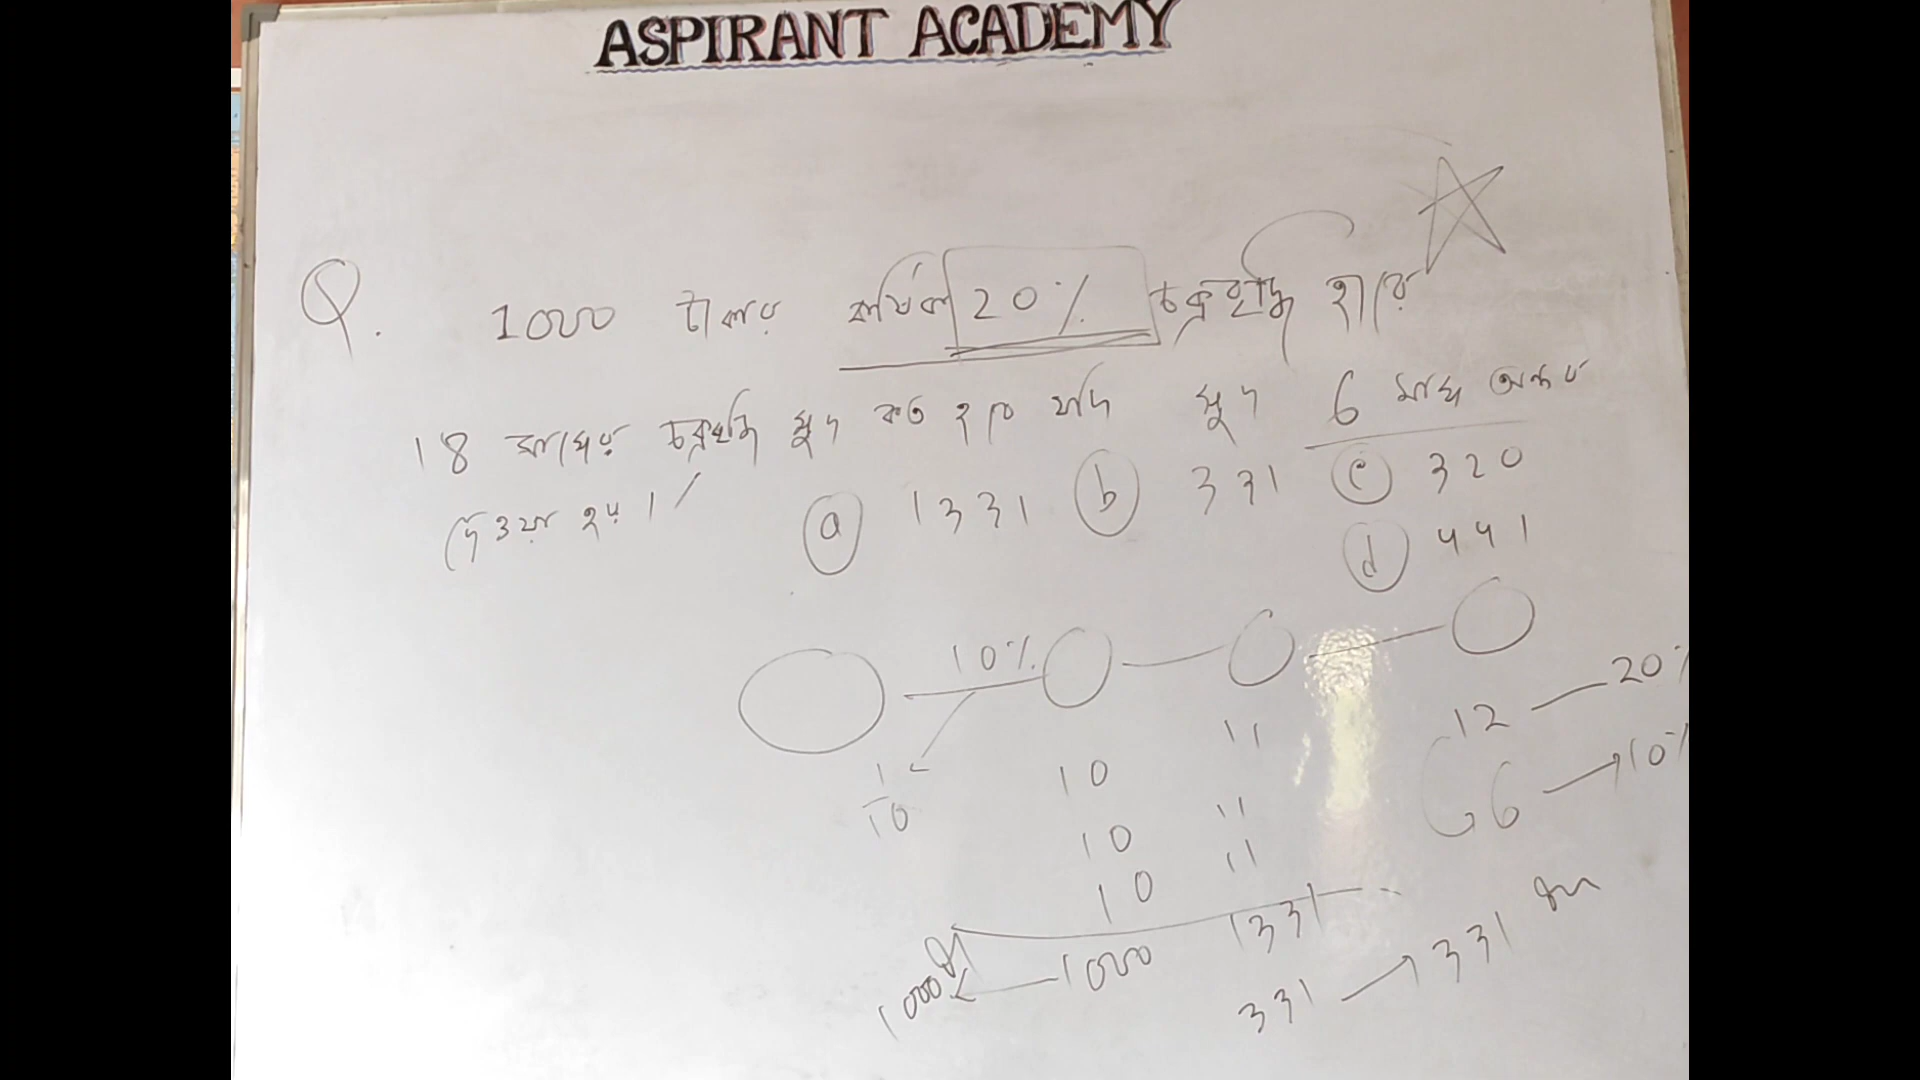 ASPIRANT ACADEMY
Q. 1000 টাকার বার্ষিক 20% চক্রবৃদ্ধি হারে
18 মাসের চক্রবৃদ্ধি সুদ কত হবে যদি সুদ 6 মাস অন্তর
দেওয়া হয়।
(a) 1331 (b) 331 (c) 320
(d) 441
10%
12 — 20%
6 → 10%
1/10
10 11
10 11
10 11
1000 1331
1000
331 → 331